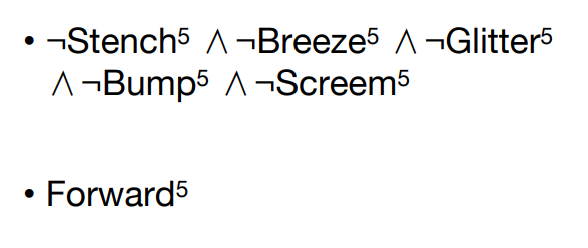 • ¬Stench⁵ ∧ ¬Breeze⁵ ∧ ¬Glitter⁵
∧ ¬Bump⁵ ∧ ¬Screem⁵
• Forward⁵